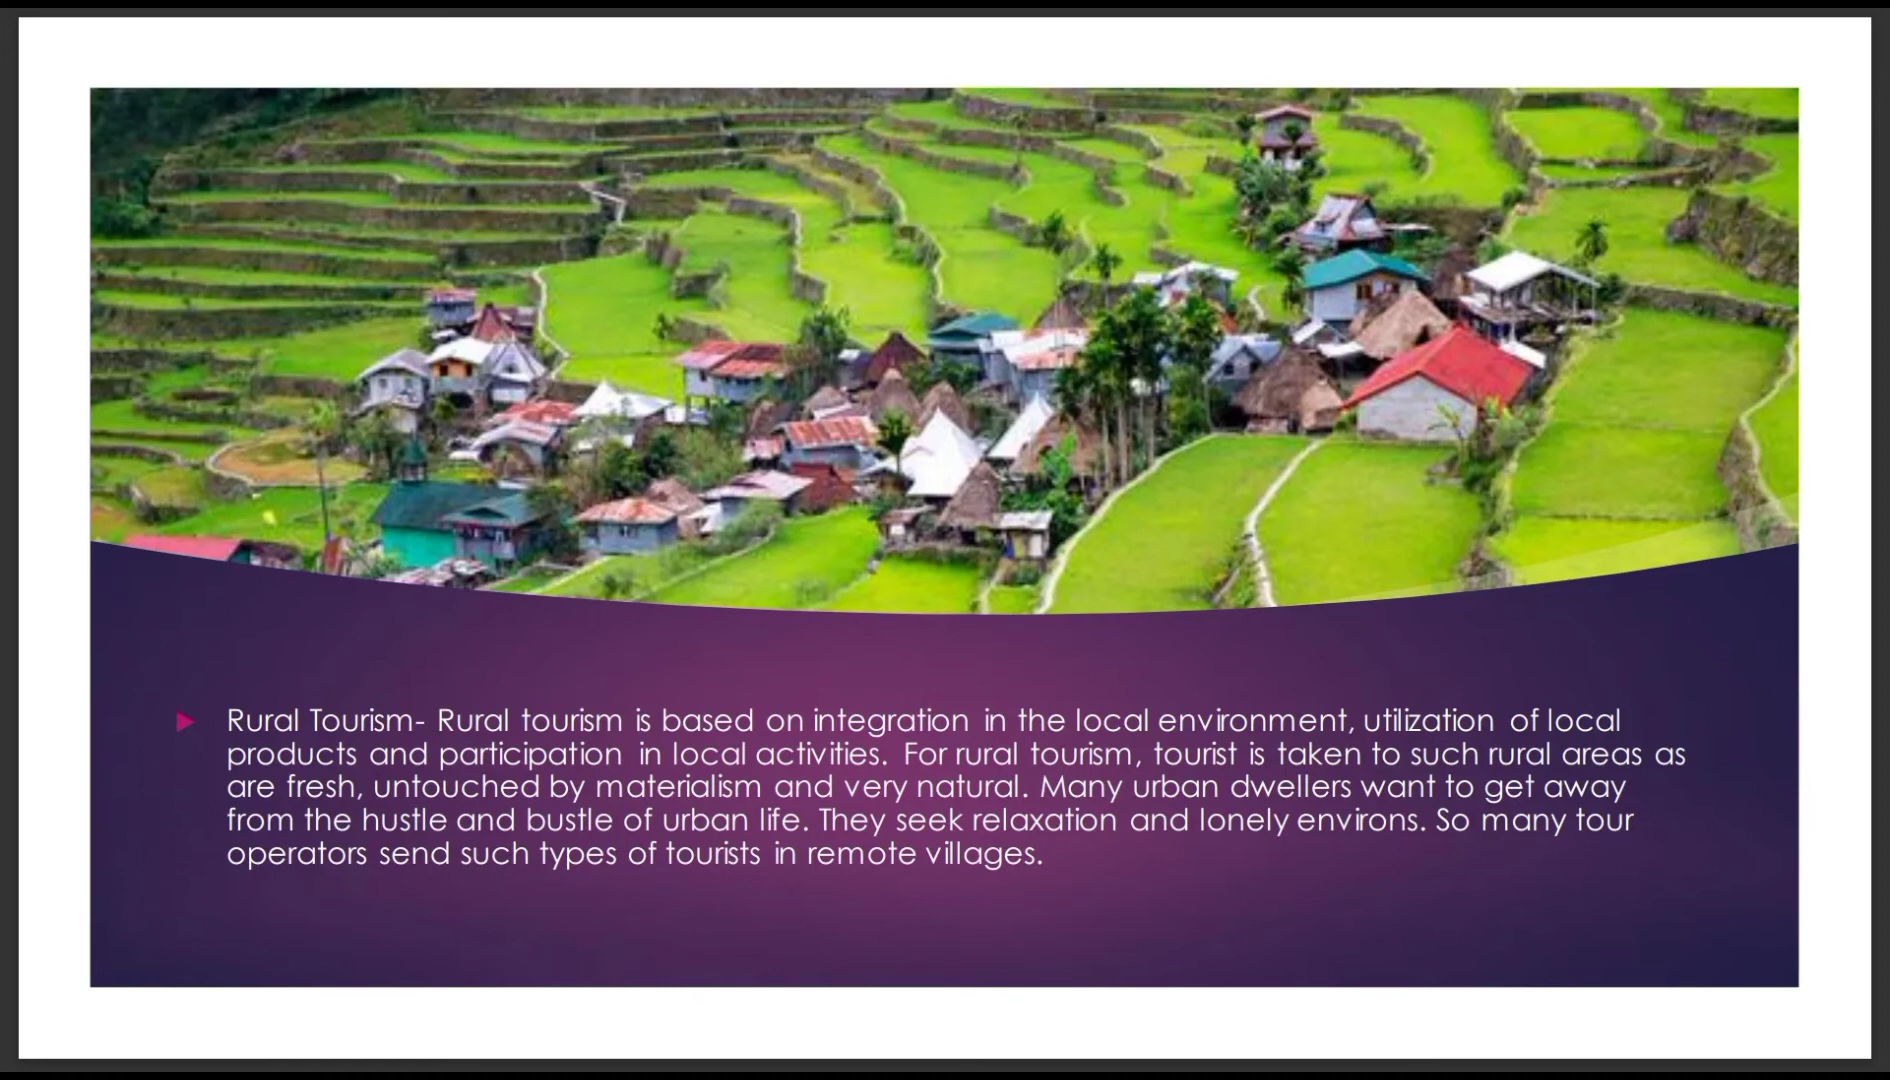 Rural Tourism- Rural tourism is based on integration in the local environment, utilization of local
products and participation in local activities. For rural tourism, tourist is taken to such rural areas as
are fresh, untouched by materialism and very natural. Many urban dwellers want to get away
from the hustle and bustle of urban life. They seek relaxation and lonely environs. So many tour
operators send such types of tourists in remote villages.